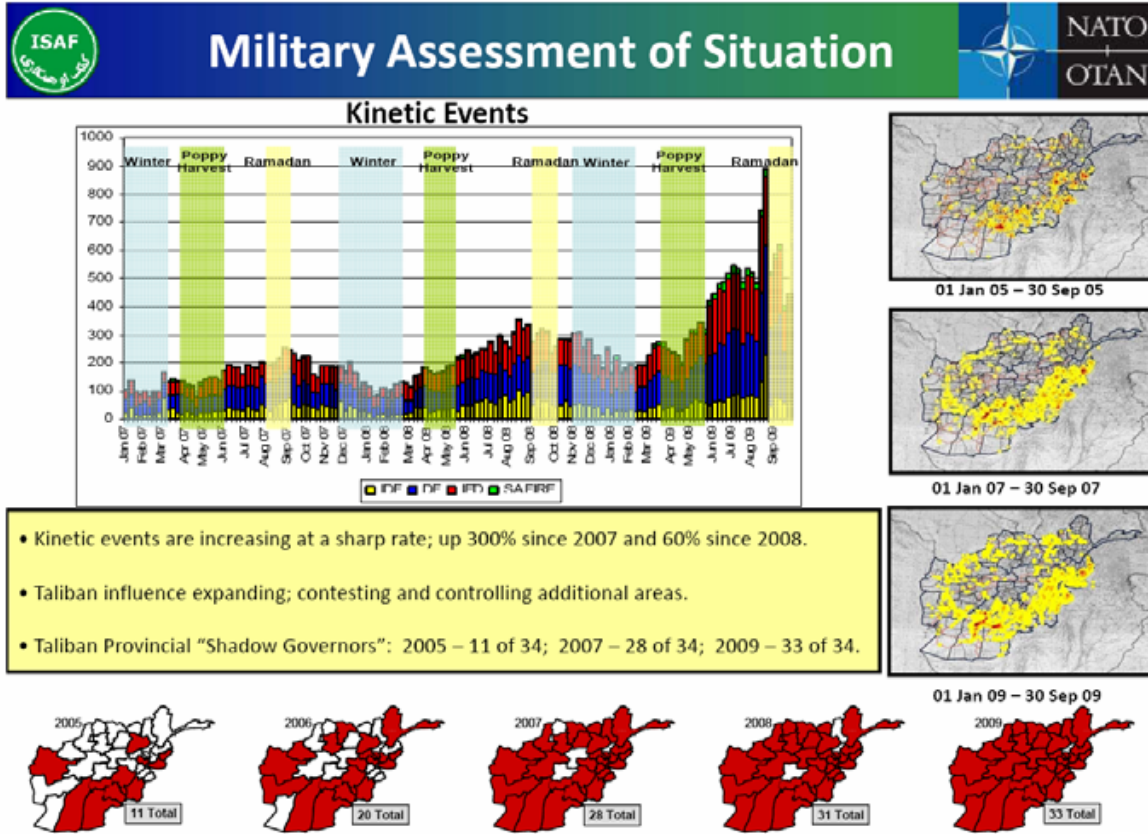 ISAF
کمک او همکاری
Military Assessment of Situation
NATO
OTAN
Kinetic Events
1000
900
800
700
600
500
400
300
200
100
0
Winter
Poppy
Harvest
Ramadan
Winter
Poppy
Harvest
Ramadan
Winter
Poppy
Harvest
Ramadan
Jan 07
Feb 07
Mar 07
Apr 07
May 07
Jun 07
Jul 07
Aug 07
Sep 07
Oct 07
Nov 07
Dec 07
Jan 08
Feb 08
Mar 08
Apr 08
May 08
Jun 08
Jul 08
Aug 08
Sep 08
Oct 08
Nov 08
Dec 08
Jan 09
Feb 09
Mar 09
Apr 09
May 09
Jun 09
Jul 09
Aug 09
Sep 09
IDF DF IED SAFIRE
01 Jan 05 – 30 Sep 05
01 Jan 07 – 30 Sep 07
01 Jan 09 – 30 Sep 09
• Kinetic events are increasing at a sharp rate; up 300% since 2007 and 60% since 2008.
• Taliban influence expanding; contesting and controlling additional areas.
• Taliban Provincial “Shadow Governors”: 2005 – 11 of 34; 2007 – 28 of 34; 2009 – 33 of 34.
2005
11 Total
2006
20 Total
2007
28 Total
2008
31 Total
2009
33 Total